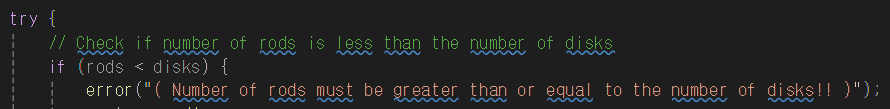 try {
// Check if number of rods is less than the number of disks
if (rods < disks) {
error("( Number of rods must be greater than or equal to the number of disks!! )");